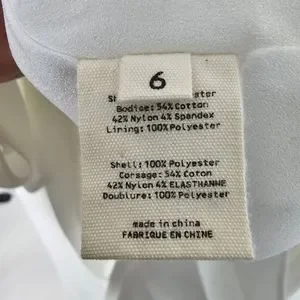 6
ster
Bodice: 54% Cotton
42% Nylon 4% Spandex
Lining: 100% Polyester
Shell: 100% Polyester
Corsage: 54% Coton
42% Nylon 4% ELASTHANNE
Doublure: 100% Polyester
made in china
FABRIQUE EN CHINE